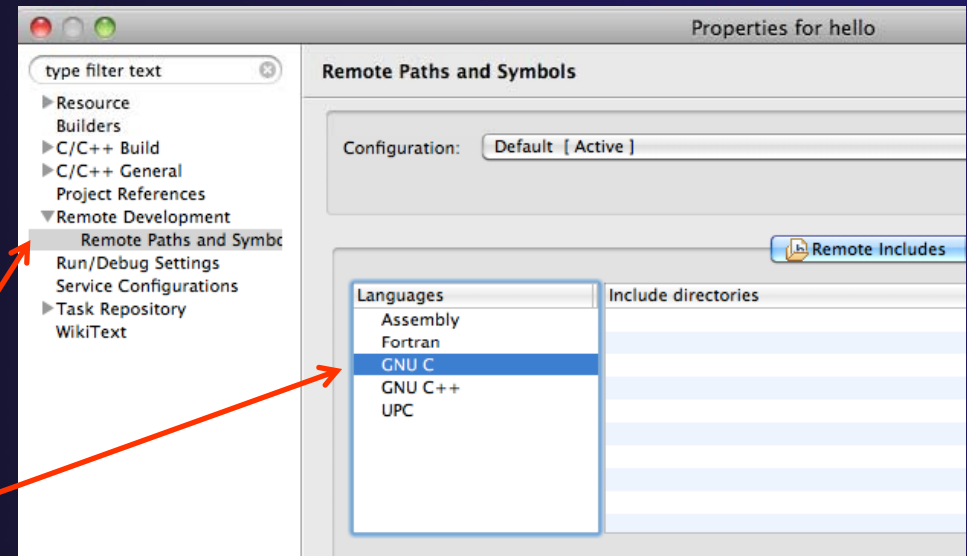 Properties for hello
type filter text
Resource
Builders
C/C++ Build
C/C++ General
Project References
Remote Development
Remote Paths and Symbc
Run/Debug Settings
Service Configurations
Task Repository
WikiText
Remote Paths and Symbols
Configuration: Default [ Active ]
Remote Includes
Languages
Assembly
Fortran
GNU C
GNU C++
UPC
Include directories